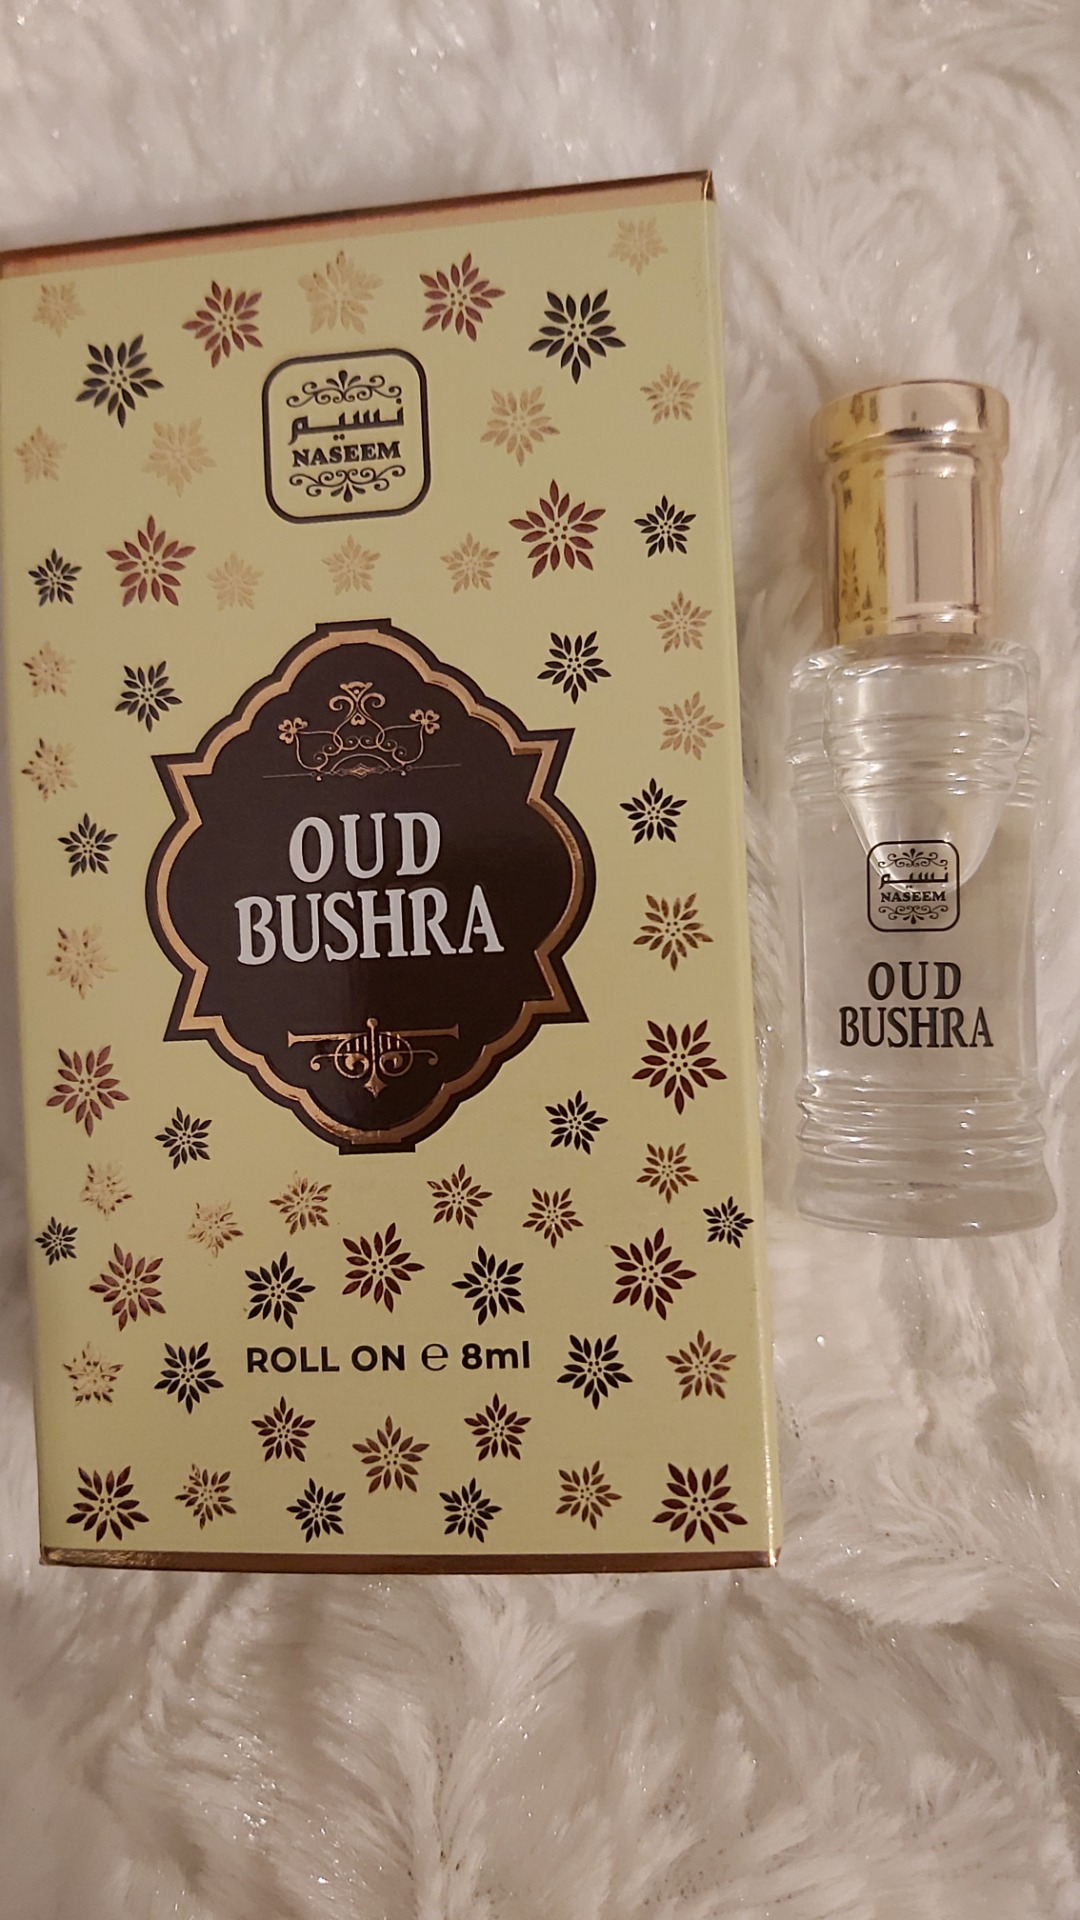 نسيم
NASEEM
OUD
BUSHRA
ROLL ON ℮ 8ml
نسيم
NASEEM
OUD
BUSHRA